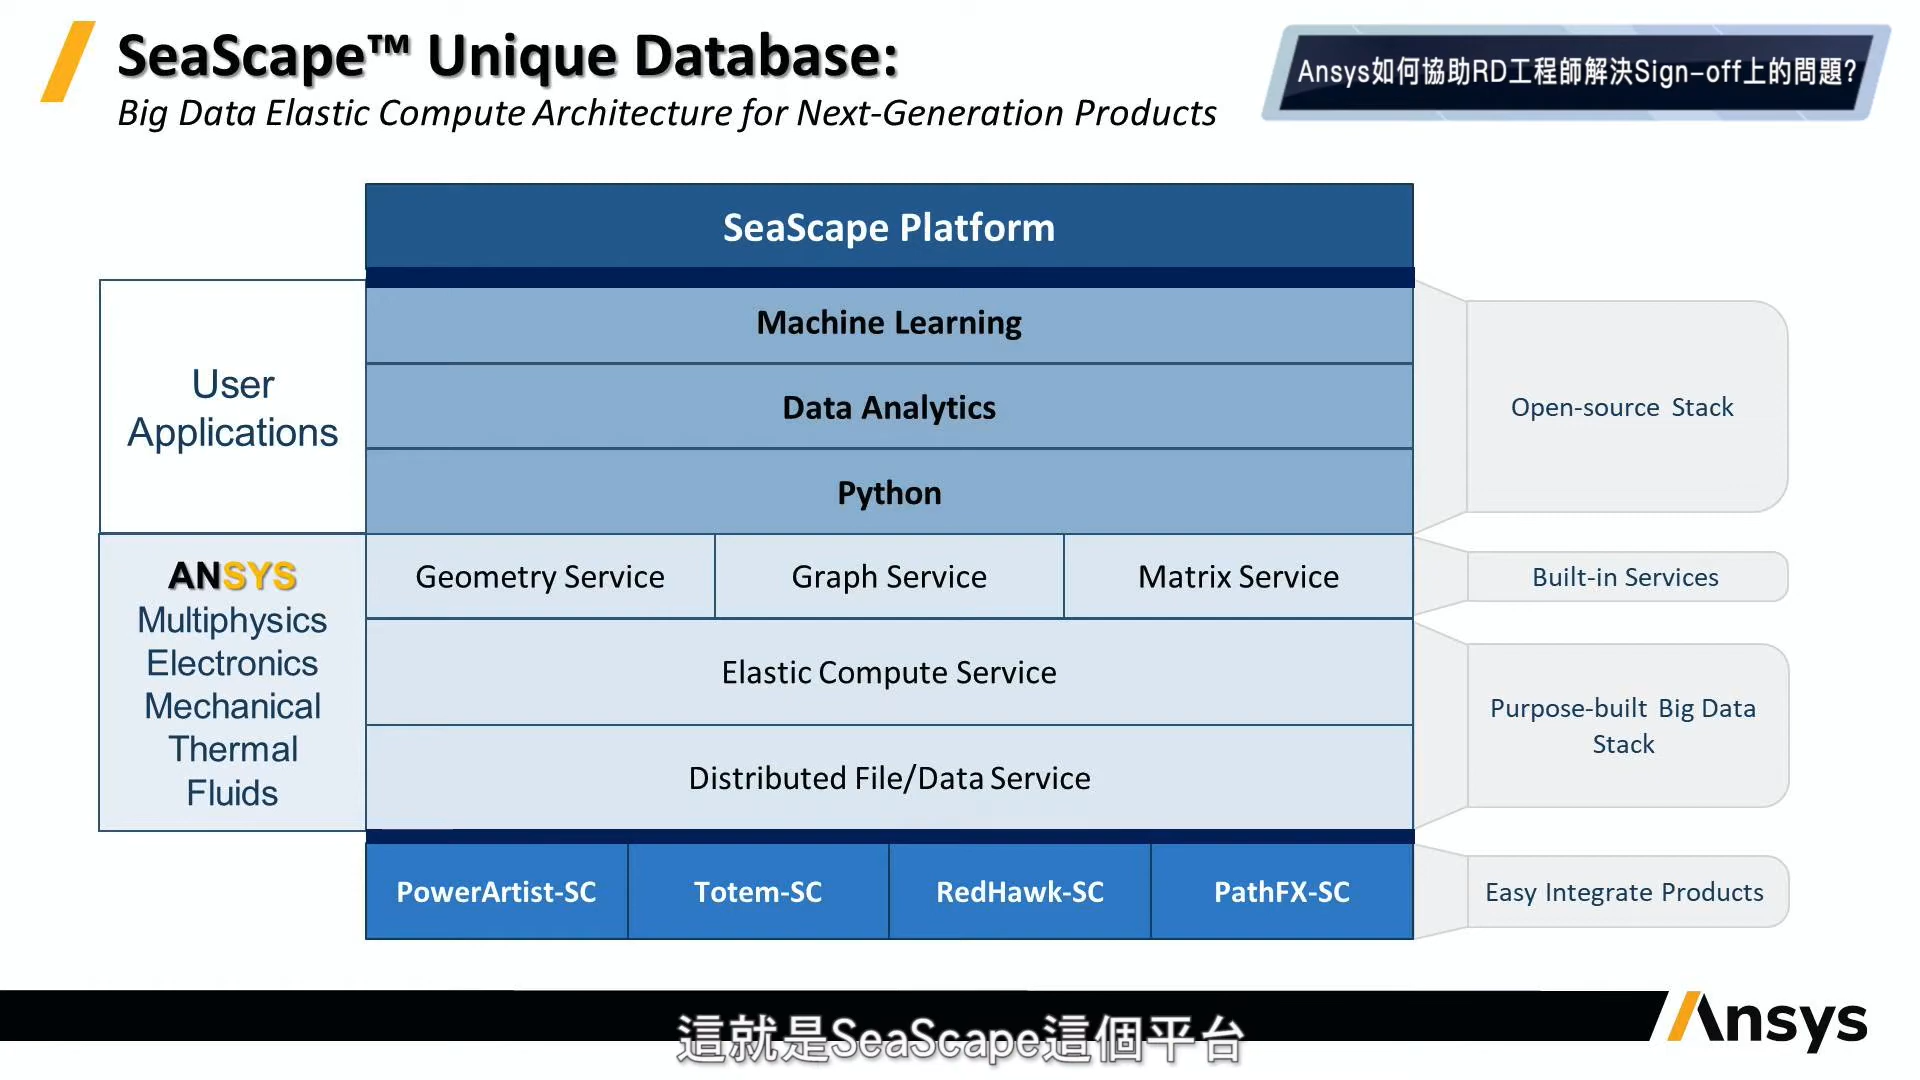 SeaScape™ Unique Database:
Big Data Elastic Compute Architecture for Next-Generation Products
Ansys如何協助RD工程師解決Sign-off上的問題?
SeaScape Platform
User
Applications
Machine Learning
Data Analytics
Python
Open-source Stack
ANSYS
Multiphysics
Electronics
Mechanical
Thermal
Fluids
Geometry Service
Graph Service
Matrix Service
Built-in Services
Elastic Compute Service
Distributed File/Data Service
Purpose-built Big Data
Stack
PowerArtist-SC
Totem-SC
RedHawk-SC
PathFX-SC
Easy Integrate Products
這就是SeaScape這個平台
Ansys